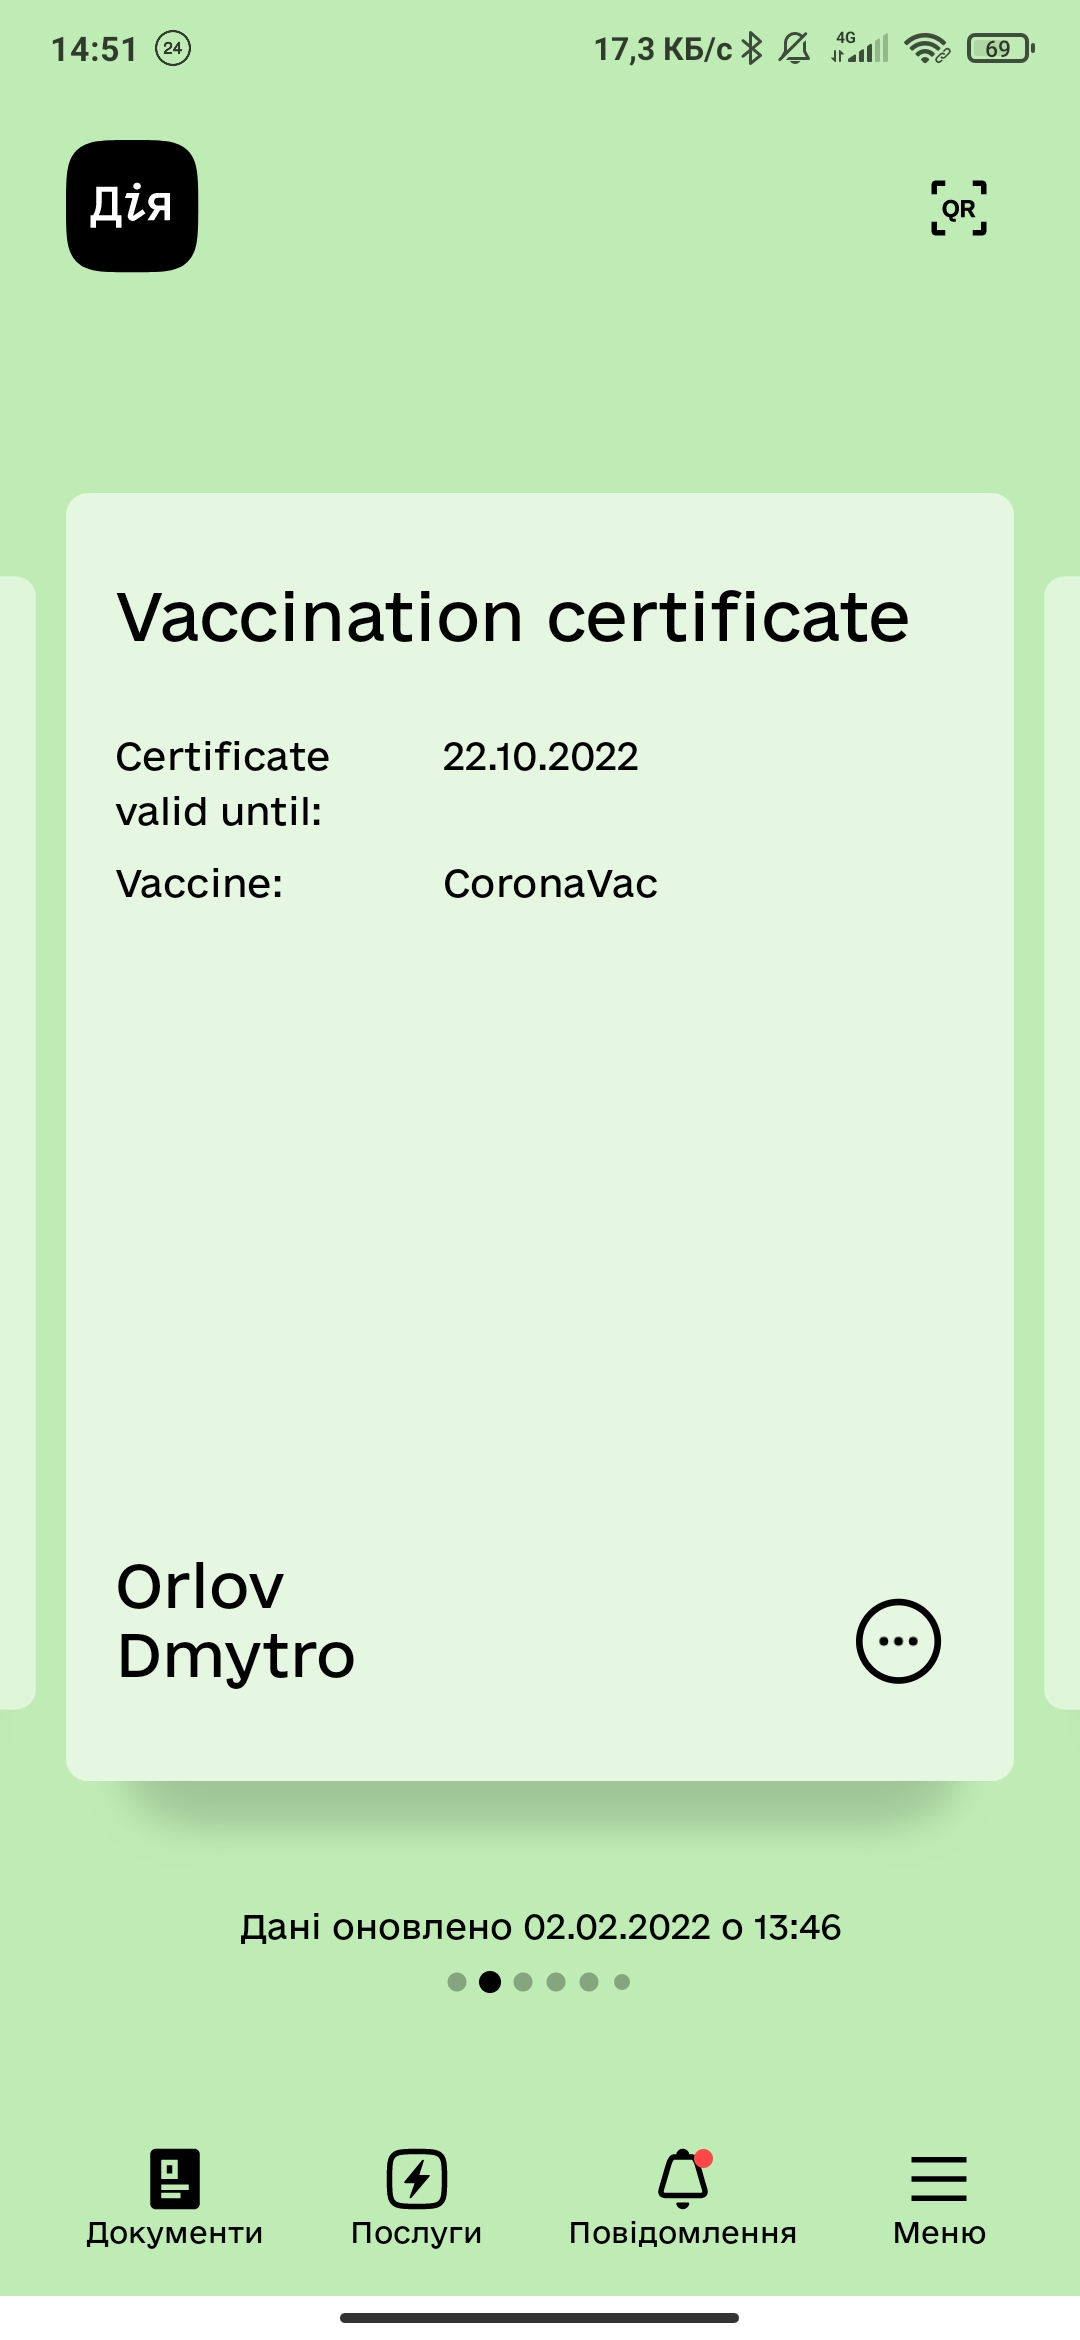 14:51 24 17,3 КБ/с 4G 69
Дія
QR
Vaccination certificate
Certificate 22.10.2022
valid until:
Vaccine: CoronaVac
Orlov
Dmytro
Дані оновлено 02.02.2022 о 13:46
Документи Послуги Повідомлення Меню